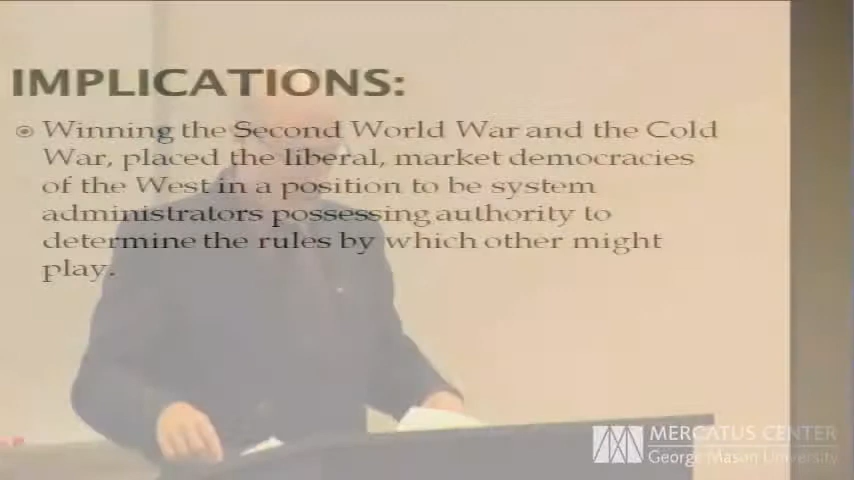 IMPLICATIONS:
Winning the Second World War and the Cold
War, placed the liberal, market democracies
of the West in a position to be system
administrators possessing authority to
determine the rules by which other might
play.
MERCATUS CENTER
George Mason University